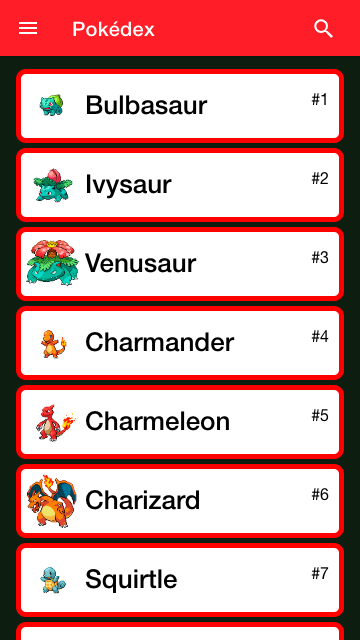 Pokédex
Bulbasaur #1
Ivysaur #2
Venusaur #3
Charmander #4
Charmeleon #5
Charizard #6
Squirtle #7